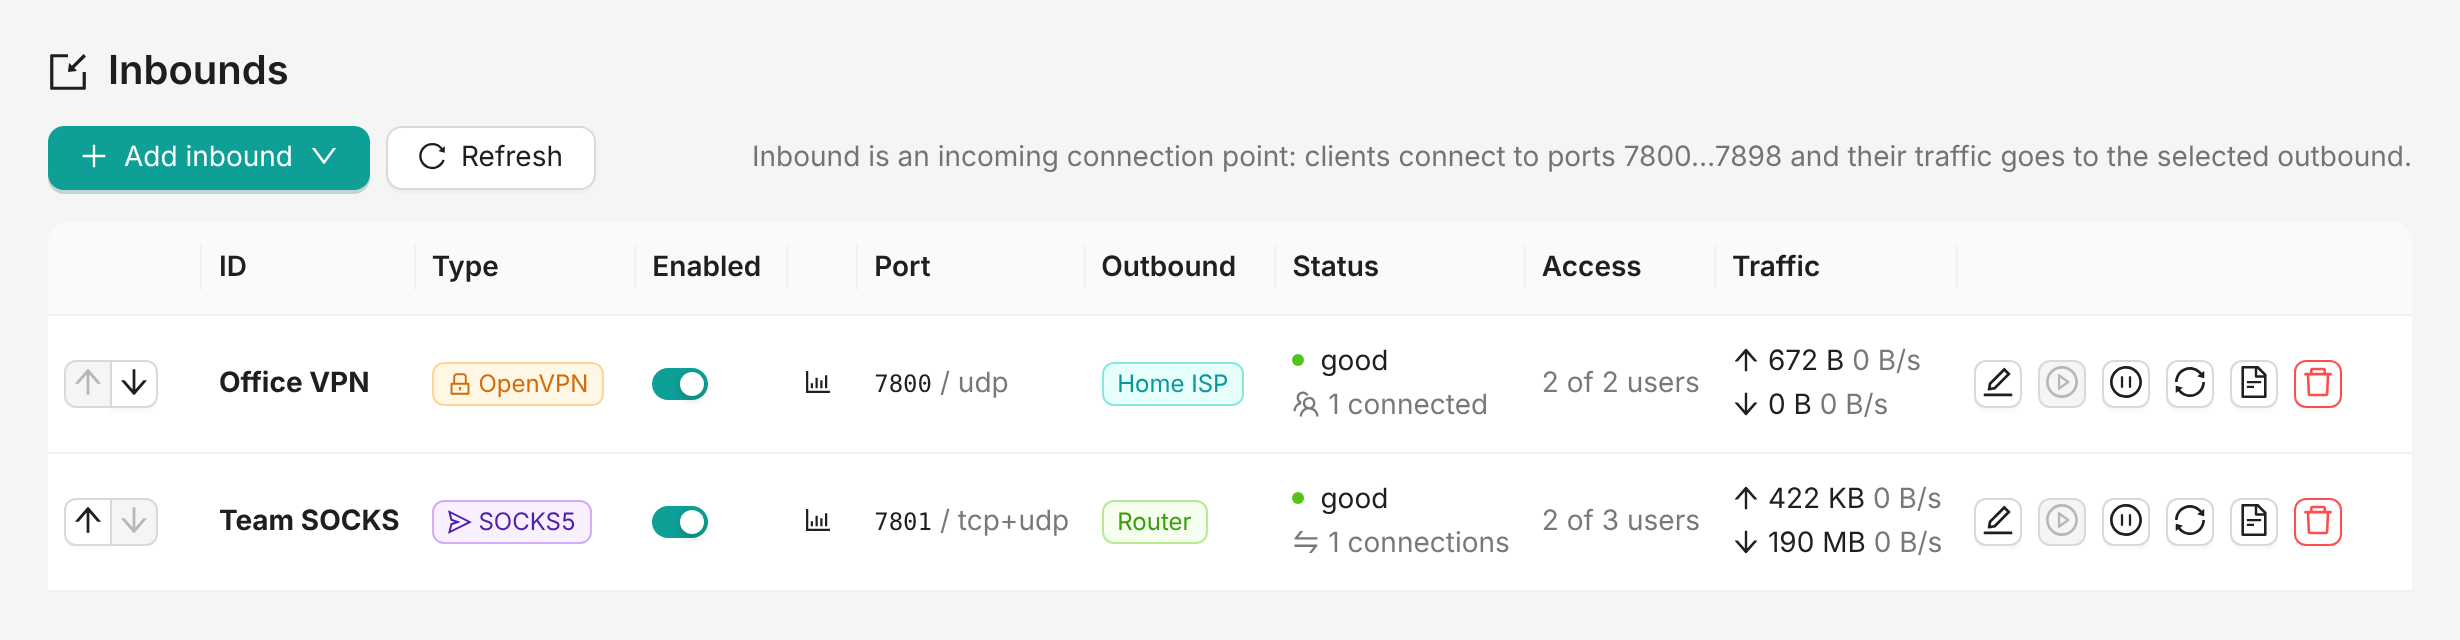 Inbounds
Add inbound
Refresh
Inbound is an incoming connection point: clients connect to ports 7800...7898 and their traffic goes to the selected outbound.
ID Type Enabled Port Outbound Status Access Traffic
Office VPN OpenVPN 7800 / udp Home ISP good 2 of 2 users 672 B 0 B/s
1 connected 0 B 0 B/s
Team SOCKS SOCKS5 7801 / tcp+udp Router good 2 of 3 users 422 KB 0 B/s
1 connections 190 MB 0 B/s